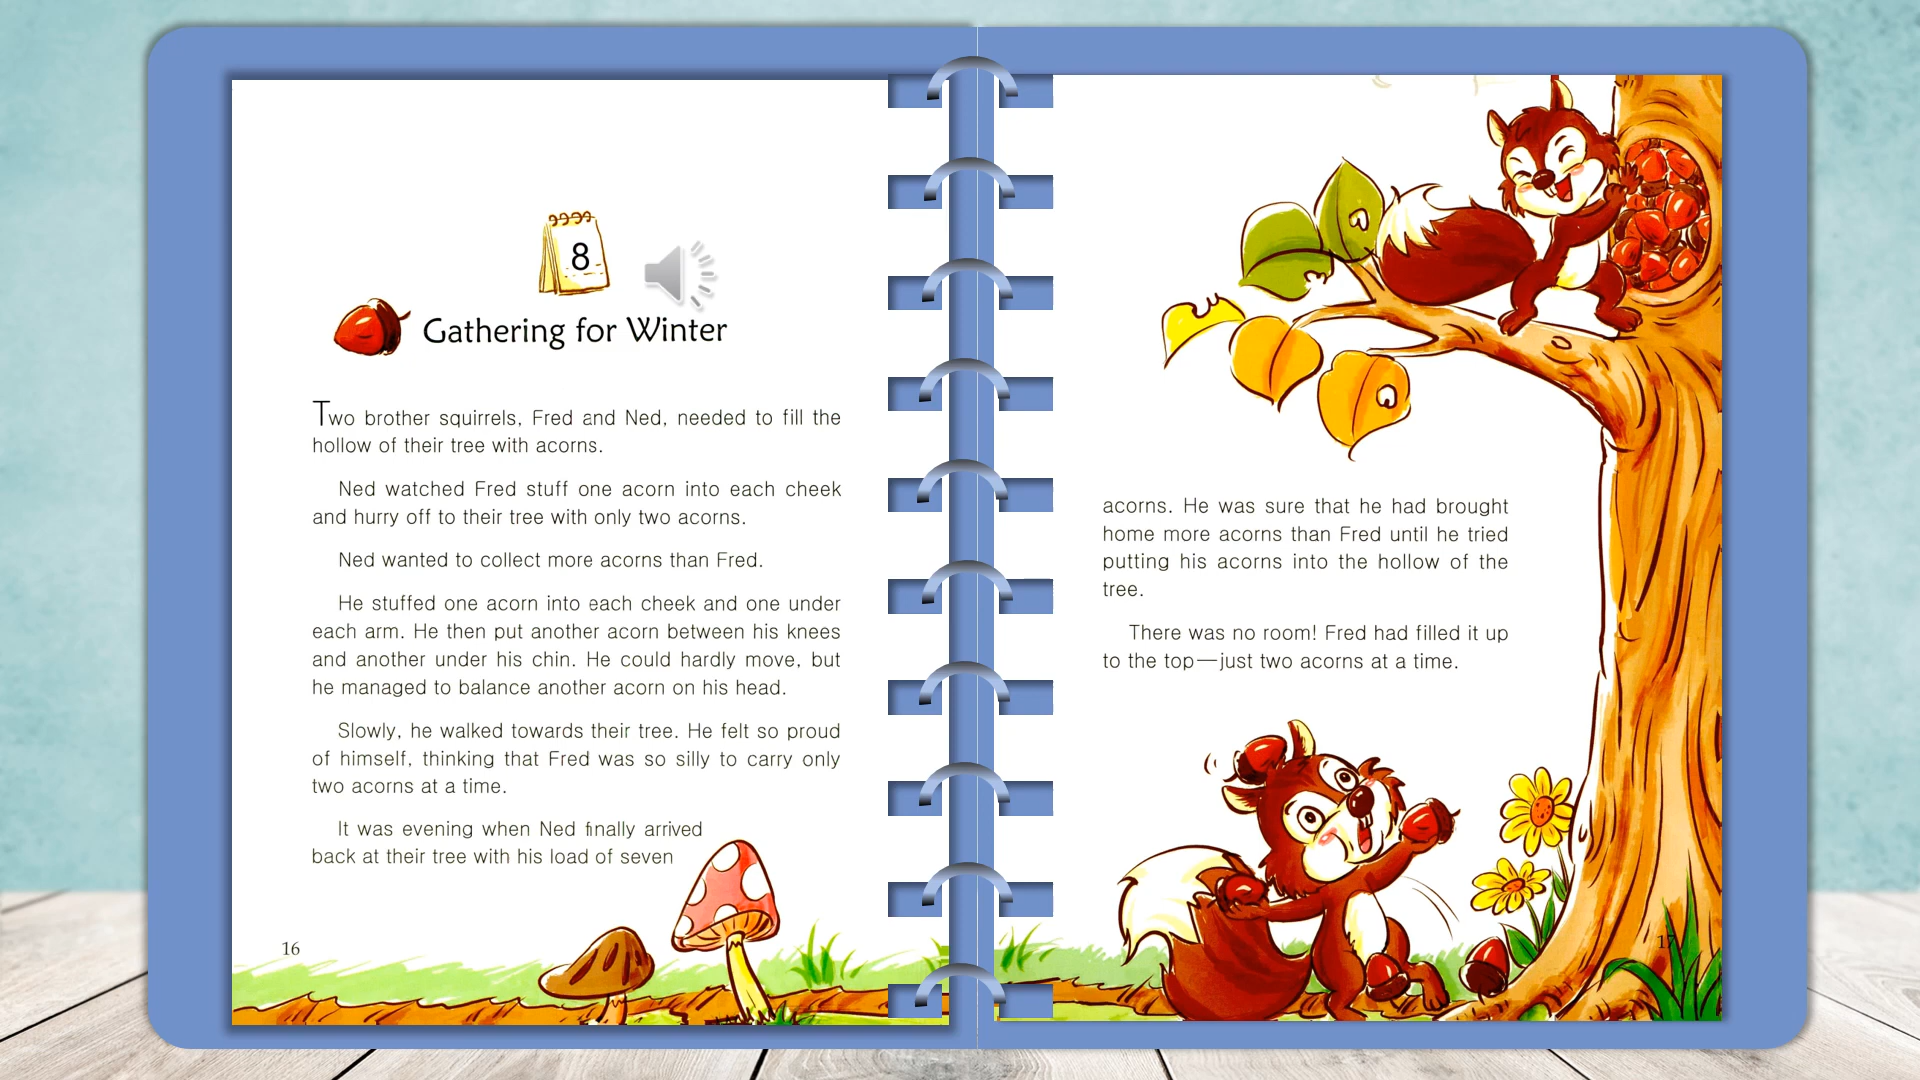 8
Gathering for Winter
Two brother squirrels, Fred and Ned, needed to fill the
hollow of their tree with acorns.
Ned watched Fred stuff one acorn into each cheek
and hurry off to their tree with only two acorns.
Ned wanted to collect more acorns than Fred.
He stuffed one acorn into each cheek and one under
each arm. He then put another acorn between his knees
and another under his chin. He could hardly move, but
he managed to balance another acorn on his head.
Slowly, he walked towards their tree. He felt so proud
of himself, thinking that Fred was so silly to carry only
two acorns at a time.
It was evening when Ned finally arrived
back at their tree with his load of seven
16
acorns. He was sure that he had brought
home more acorns than Fred until he tried
putting his acorns into the hollow of the
tree.
There was no room! Fred had filled it up
to the top—just two acorns at a time.
17